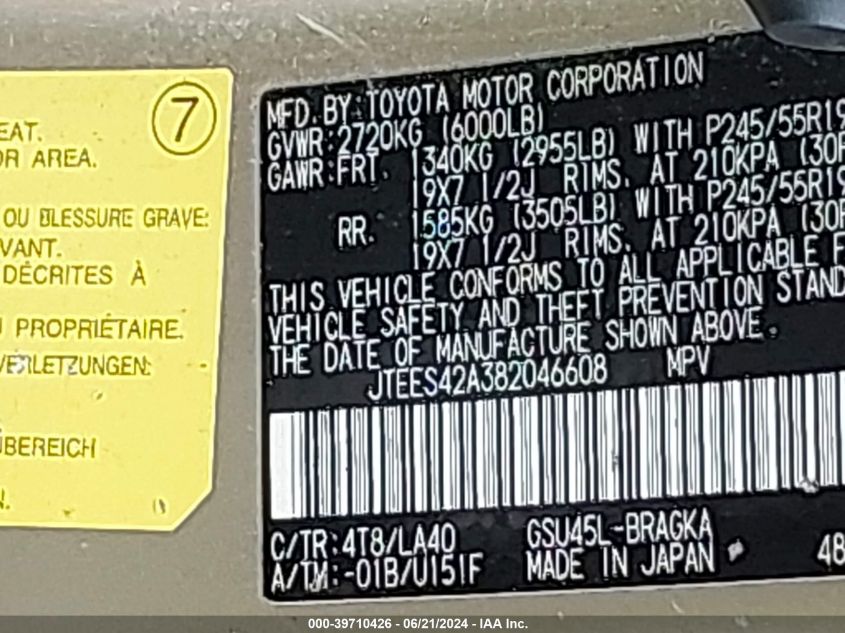 7
EAT.
OR AREA.
OU BLESSURE GRAVE:
VANT.
DÉCRITES À
U PROPRIÉTAIRE.
VERLETZUNGEN:
ÜBEREICH
N.
MFD. BY: TOYOTA MOTOR CORPORATION
GVWR: 2720KG (6000LB)
GAWR: FRT. 1340KG (2955LB) WITH P245/55R19
19X7 1/2J RIMS, AT 210KPA (30P
RR. 1585KG (3505LB) WITH P245/55R19
19X7 1/2J RIMS, AT 210KPA (30P
THIS VEHICLE CONFORMS TO ALL APPLICABLE F
VEHICLE SAFETY AND THEFT PREVENTION STAND
THE DATE OF MANUFACTURE SHOWN ABOVE.
JTEES42A382046608 MPV
C/TR: 4T8/LA40 GSU45L-BRAGKA
A/TM: -01B/U151F MADE IN JAPAN 48
000-39710426 - 06/21/2024 - IAA Inc.